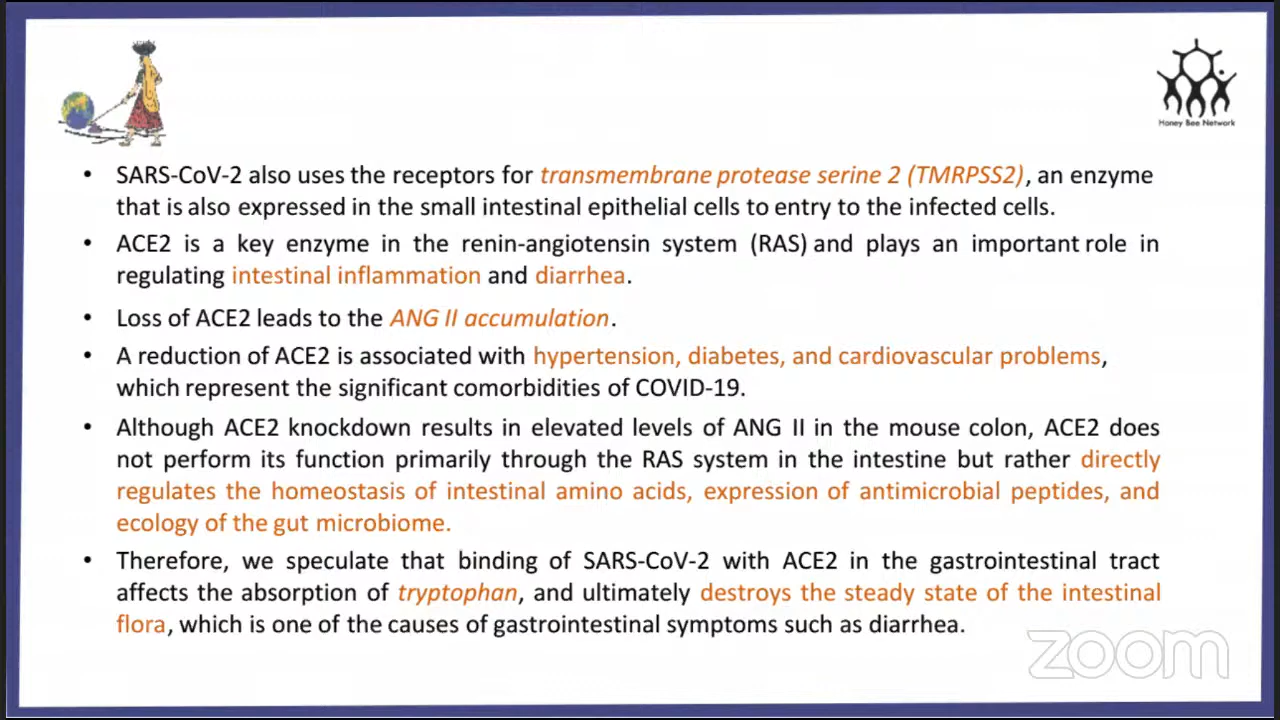 Honey Bee Network
• SARS-CoV-2 also uses the receptors for transmembrane protease serine 2 (TMRPSS2), an enzyme
that is also expressed in the small intestinal epithelial cells to entry to the infected cells.
• ACE2 is a key enzyme in the renin-angiotensin system (RAS) and plays an important role in
regulating intestinal inflammation and diarrhea.
• Loss of ACE2 leads to the ANG II accumulation.
• A reduction of ACE2 is associated with hypertension, diabetes, and cardiovascular problems,
which represent the significant comorbidities of COVID-19.
• Although ACE2 knockdown results in elevated levels of ANG II in the mouse colon, ACE2 does
not perform its function primarily through the RAS system in the intestine but rather directly
regulates the homeostasis of intestinal amino acids, expression of antimicrobial peptides, and
ecology of the gut microbiome.
• Therefore, we speculate that binding of SARS-CoV-2 with ACE2 in the gastrointestinal tract
affects the absorption of tryptophan, and ultimately destroys the steady state of the intestinal
flora, which is one of the causes of gastrointestinal symptoms such as diarrhea.
zoom